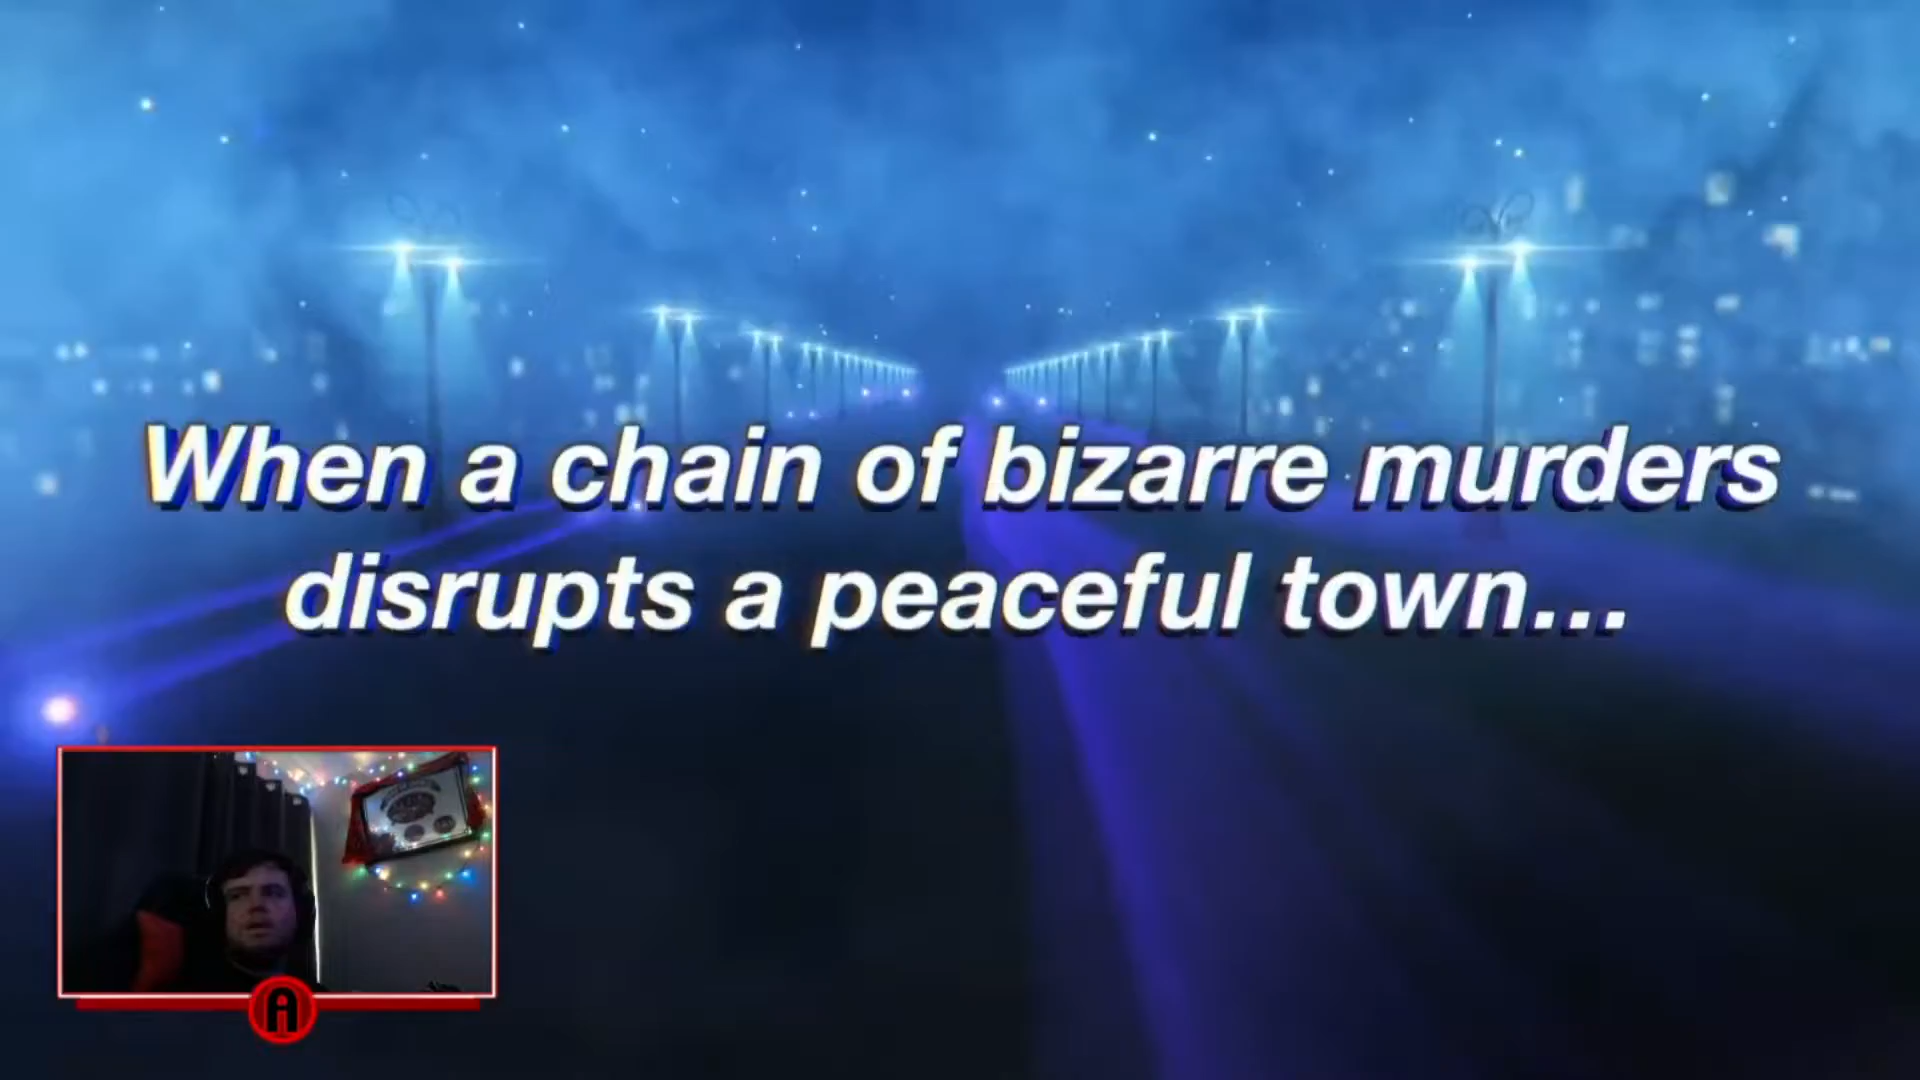 When a chain of bizarre murders
disrupts a peaceful town...
A